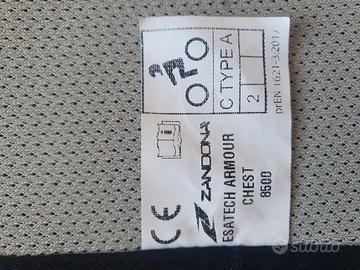 C TYPE A
2
prEN 1621-3:2017
CE
i
ZANDONA
ESATECH ARMOUR
CHEST
8500
subito